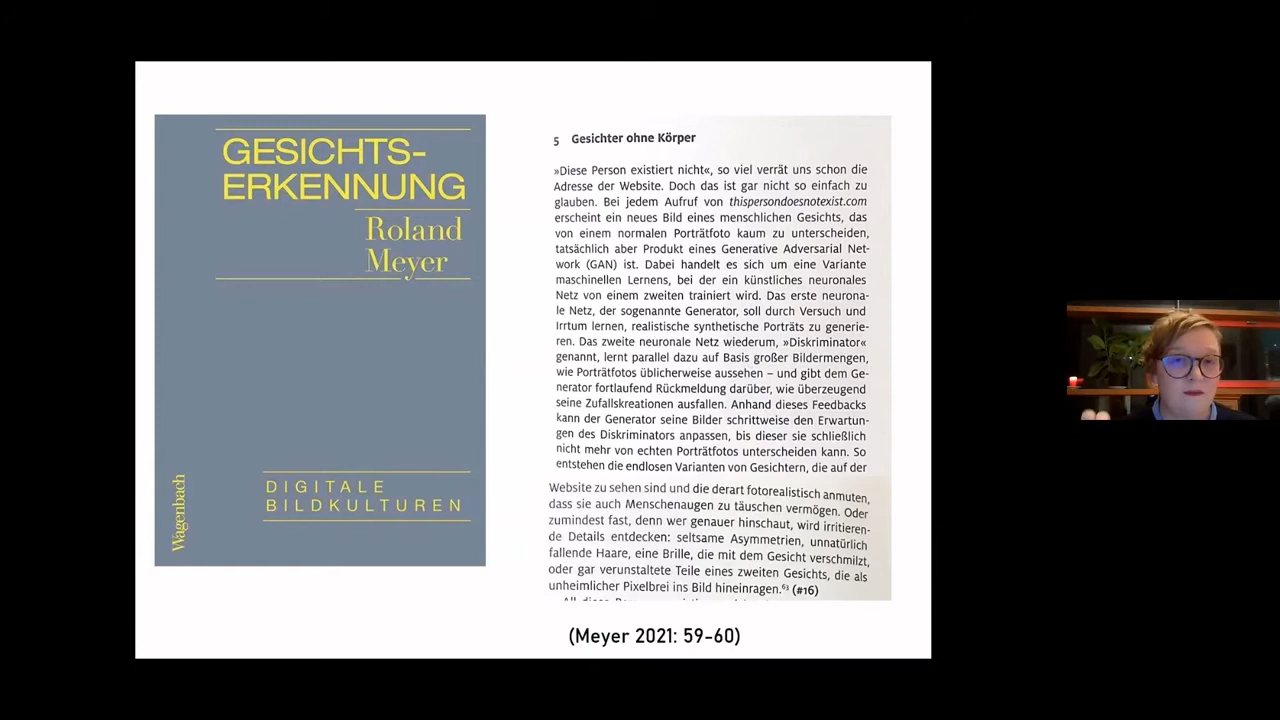 GESICHTS-
ERKENNUNG
Roland
Meyer
DIGITALE
BILDKULTUREN
Wagenbach
5 Gesichter ohne Körper
»Diese Person existiert nicht«, so viel verrät uns schon die
Adresse der Website. Doch das ist gar nicht so einfach zu
glauben. Bei jedem Aufruf von thispersondoesnotexist.com
erscheint ein neues Bild eines menschlichen Gesichts, das
von einem normalen Porträtfoto kaum zu unterscheiden,
tatsächlich aber Produkt eines Generative Adversarial Net-
work (GAN) ist. Dabei handelt es sich um eine Variante
maschinellen Lernens, bei der ein künstliches neuronales
Netz von einem zweiten trainiert wird. Das erste neurona-
le Netz, der sogenannte Generator, soll durch Versuch und
Irrtum lernen, realistische synthetische Porträts zu generie-
ren. Das zweite neuronale Netz wiederum, »Diskriminator«
genannt, lernt parallel dazu auf Basis großer Bildermengen,
wie Porträtfotos üblicherweise aussehen – und gibt dem Ge-
nerator fortlaufend Rückmeldung darüber, wie überzeugend
seine Zufallskreationen ausfallen. Anhand dieses Feedbacks
kann der Generator seine Bilder schrittweise den Erwartun-
gen des Diskriminators anpassen, bis dieser sie schließlich
nicht mehr von echten Porträtfotos unterscheiden kann. So
entstehen die endlosen Varianten von Gesichtern, die auf der
Website zu sehen sind und die derart fotorealistisch anmuten,
dass sie auch Menschenaugen zu täuschen vermögen. Oder
zumindest fast, denn wer genauer hinschaut, wird irritieren-
de Details entdecken: seltsame Asymmetrien, unnatürlich
fallende Haare, eine Brille, die mit dem Gesicht verschmilzt,
oder gar verunstaltete Teile eines zweiten Gesichts, die als
unheimlicher Pixelbrei ins Bild hineinragen.⁶³ (#16)
(Meyer 2021: 59-60)